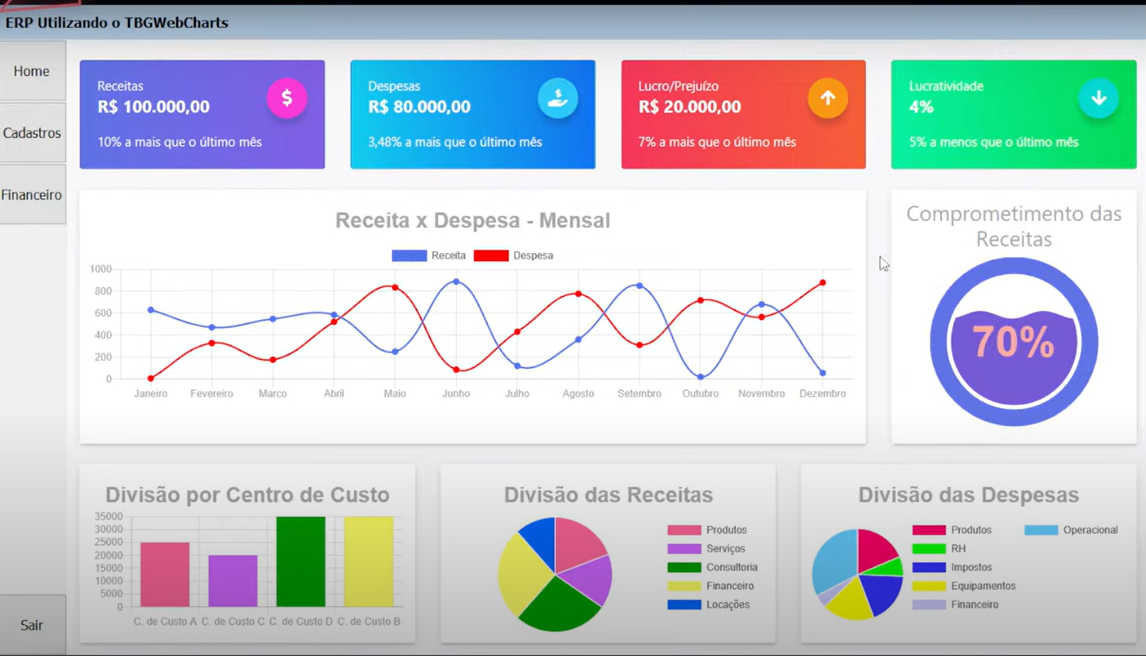 ERP Utilizando o TBGWebCharts
Home
Cadastros
Financeiro
Sair
Receitas
R$ 100.000,00
10% a mais que o último mês
Despesas
R$ 80.000,00
3,48% a mais que o último mês
Lucro/Prejuízo
R$ 20.000,00
7% a mais que o último mês
Lucratividade
4%
5% a menos que o último mês
Receita x Despesa - Mensal
Receita Despesa
1000
800
600
400
200
0
Janeiro Fevereiro Marco Abril Maio Junho Julho Agosto Setembro Outubro Novembro Dezembro
Comprometimento das
Receitas
70%
Divisão por Centro de Custo
35000
30000
25000
20000
15000
10000
5000
0
C. de Custo A C. de Custo C C. de Custo D C. de Custo B
Divisão das Receitas
Produtos
Serviços
Consultoria
Financeiro
Locações
Divisão das Despesas
Produtos Operacional
RH
Impostos
Equipamentos
Financeiro